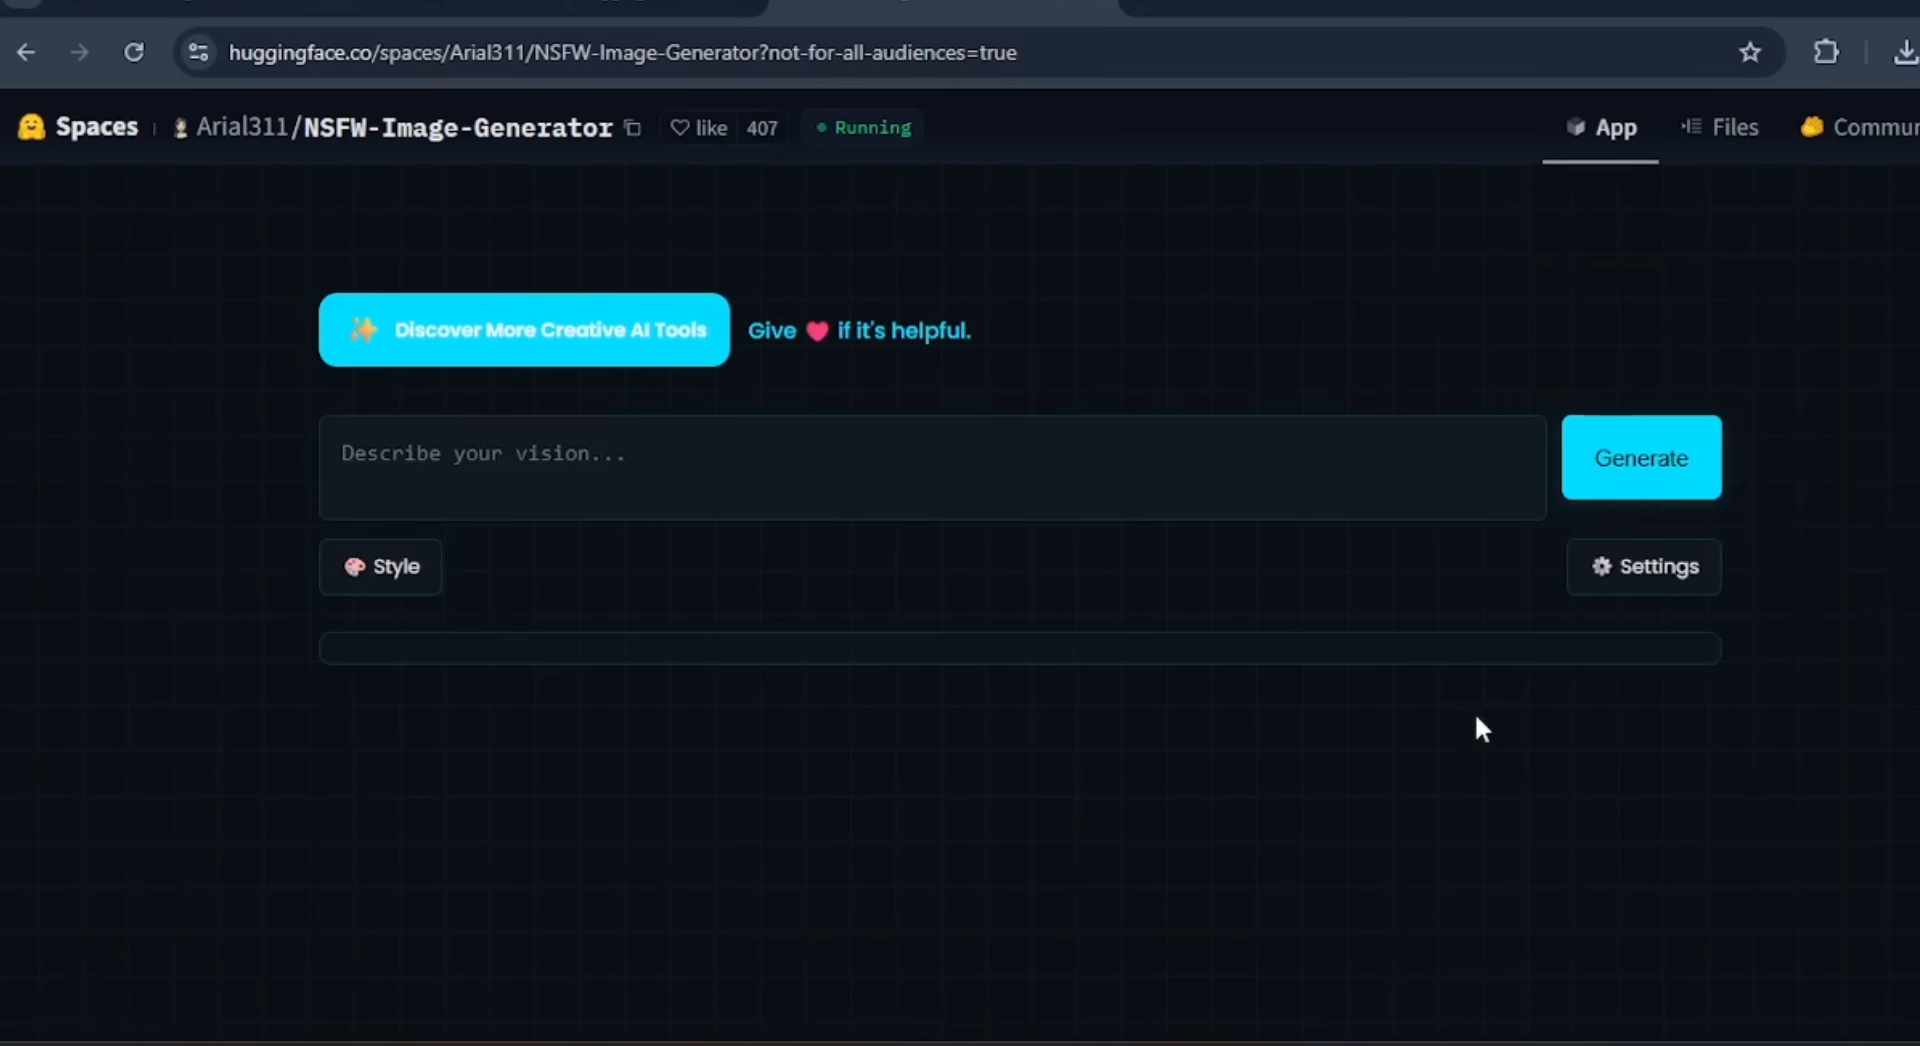 huggingface.co/spaces/Arial311/NSFW-Image-Generator?not-for-all-audiences=true
Spaces Arial311/NSFW-Image-Generator like 407 Running App Files Commun
Discover More Creative AI Tools Give ❤️ if it's helpful.
Describe your vision...
Generate
Style Settings